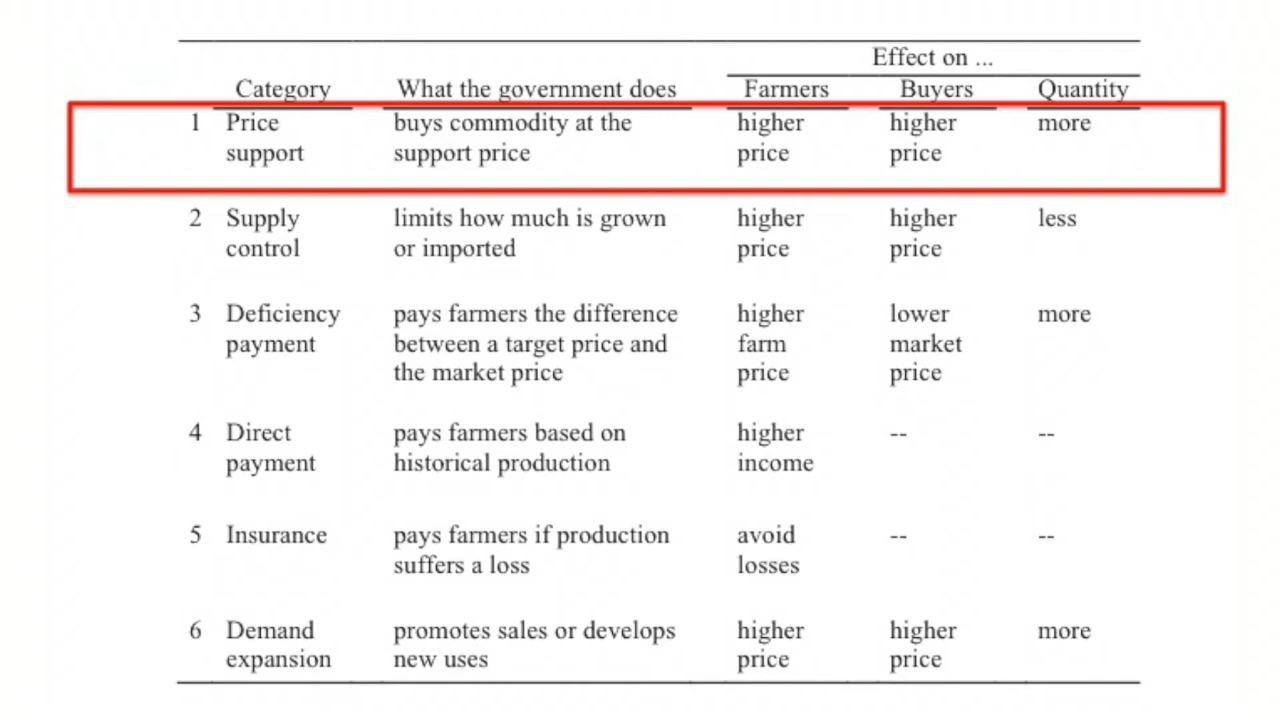 Effect on ...
Category What the government does Farmers Buyers Quantity
1 Price buys commodity at the higher higher more
support support price price price
2 Supply limits how much is grown higher higher less
control or imported price price
3 Deficiency pays farmers the difference higher lower more
payment between a target price and farm market
the market price price price
4 Direct pays farmers based on higher -- --
payment historical production income
5 Insurance pays farmers if production avoid -- --
suffers a loss losses
6 Demand promotes sales or develops higher higher more
expansion new uses price price